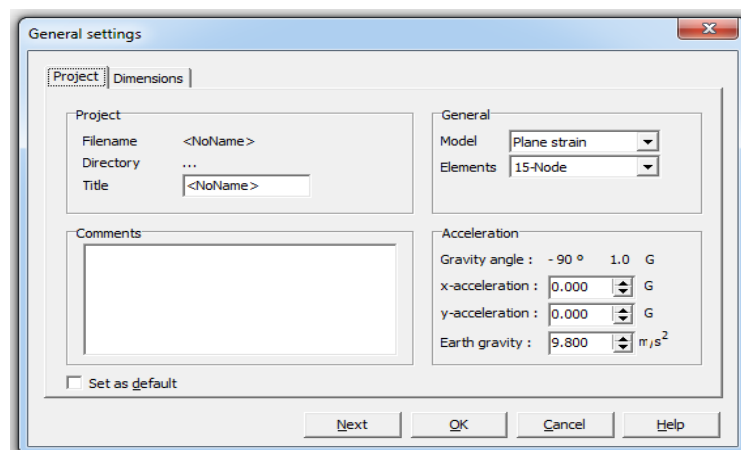 General settings
Project Dimensions
Project
Filename <NoName>
Directory ...
Title <NoName>
General
Model Plane strain
Elements 15-Node
Comments
Acceleration
Gravity angle : - 90 º 1.0 G
x-acceleration : 0.000 G
y-acceleration : 0.000 G
Earth gravity : 9.800 m/s²
Set as default
Next OK Cancel Help